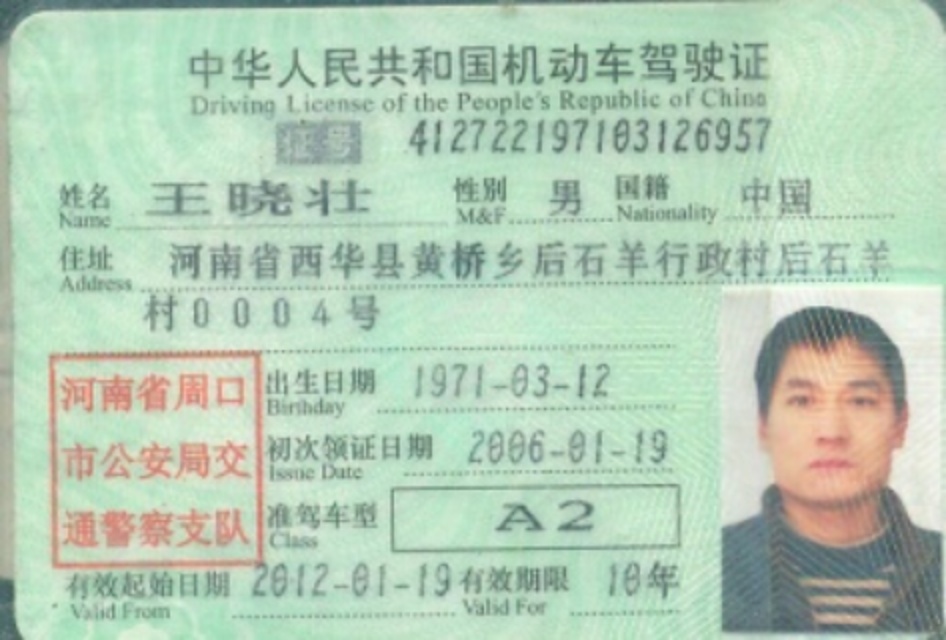 中华人民共和国机动车驾驶证
Driving License of the People's Republic of China
证号 412722197103126957
姓名 王晓壮 性别 男 国籍 中国
Name M&F Nationality
住址 河南省西华县黄桥乡后石羊行政村后石羊
Address
村0004号
河南省周口
市公安局交
通警察支队
出生日期 1971-03-12
Birthday
初次领证日期 2006-01-19
Issue Date
准驾车型 A2
Class
有效起始日期 2012-01-19 有效期限 10年
Valid From Valid For